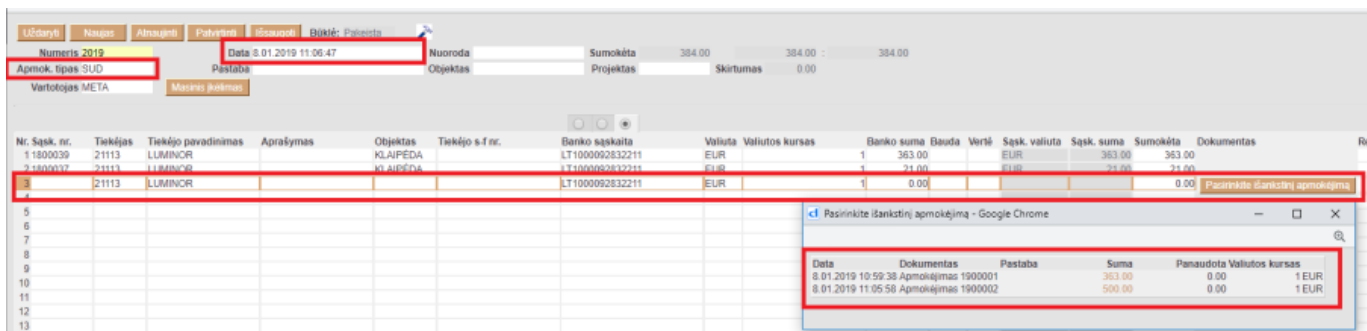 Uždaryti Naujas Atnaujinti Patvirtinti Išsaugoti Būklė: Pakeista
Numeris 2019 Data 8.01.2019 11:06:47 Nuoroda Sumokėta 384.00 384.00 : 384.00
Apmok. tipas SUD Pastaba Objektas Projektas Skirtumas 0.00
Vartotojas META Masinis įkėlimas
Nr. Sąsk. nr. Tiekėjas Tiekėjo pavadinimas Aprašymas Objektas Tiekėjo s-f nr. Banko sąskaita Valiuta Valiutos kursas Banko suma Bauda Vertė Sąsk. valiuta Sąsk. suma Sumokėta Dokumentas
1 1800039 21113 LUMINOR KLAIPĖDA LT1000092832211 EUR 1 363.00 EUR 363.00 363.00
2 1800037 21113 LUMINOR KLAIPĖDA LT1000092832211 EUR 1 21.00 EUR 21.00 21.00
3 21113 LUMINOR LT1000092832211 EUR 1 0.00 0.00 Pasirinkite išankstinį apmokėjimą
4
5
6
7
8
9
10
11
12
13
Pasirinkite išankstinį apmokėjimą - Google Chrome
Data Dokumentas Pastaba Suma Panaudota Valiutos kursas
8.01.2019 10:59:38 Apmokėjimas 1900001 363.00 0.00 1 EUR
8.01.2019 11:05:58 Apmokėjimas 1900002 500.00 0.00 1 EUR